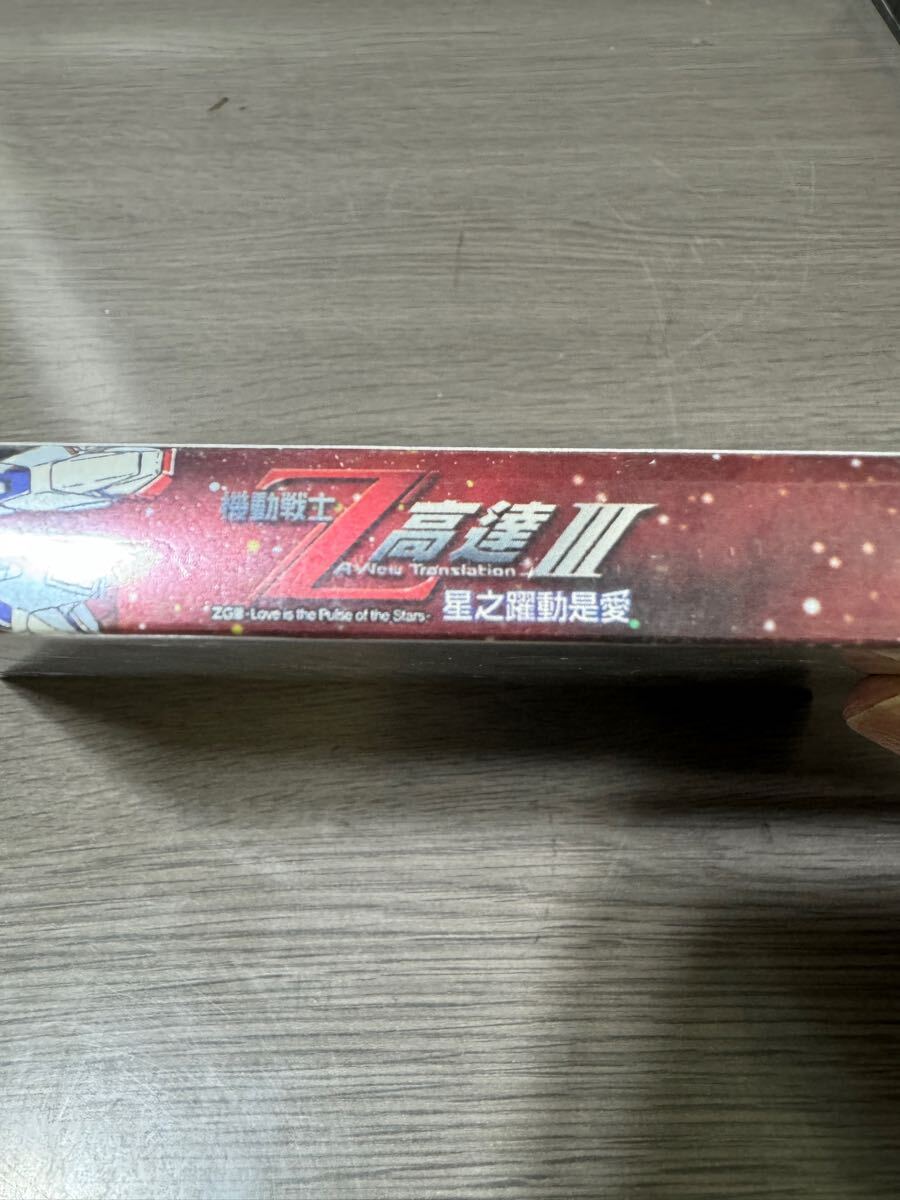 機動戦士Z高達III
A New Translation
ZGIII -Love is the Pulse of the Stars-
星之躍動是愛